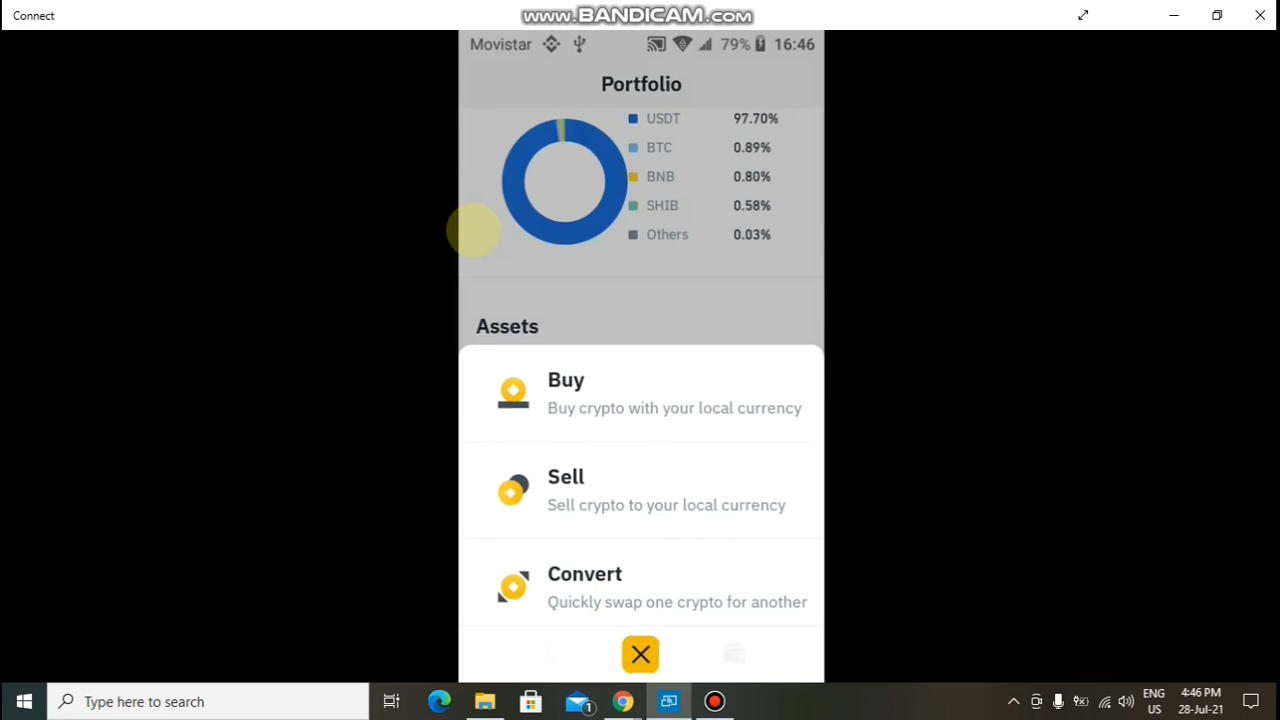 Connect
www.BANDICAM.com
Movistar 79% 16:46
Portfolio
USDT 97.70%
BTC 0.89%
BNB 0.80%
SHIB 0.58%
Others 0.03%
Assets
Buy
Buy crypto with your local currency
Sell
Sell crypto to your local currency
Convert
Quickly swap one crypto for another
Type here to search
1
ENG
US
4:46 PM
28-Jul-21